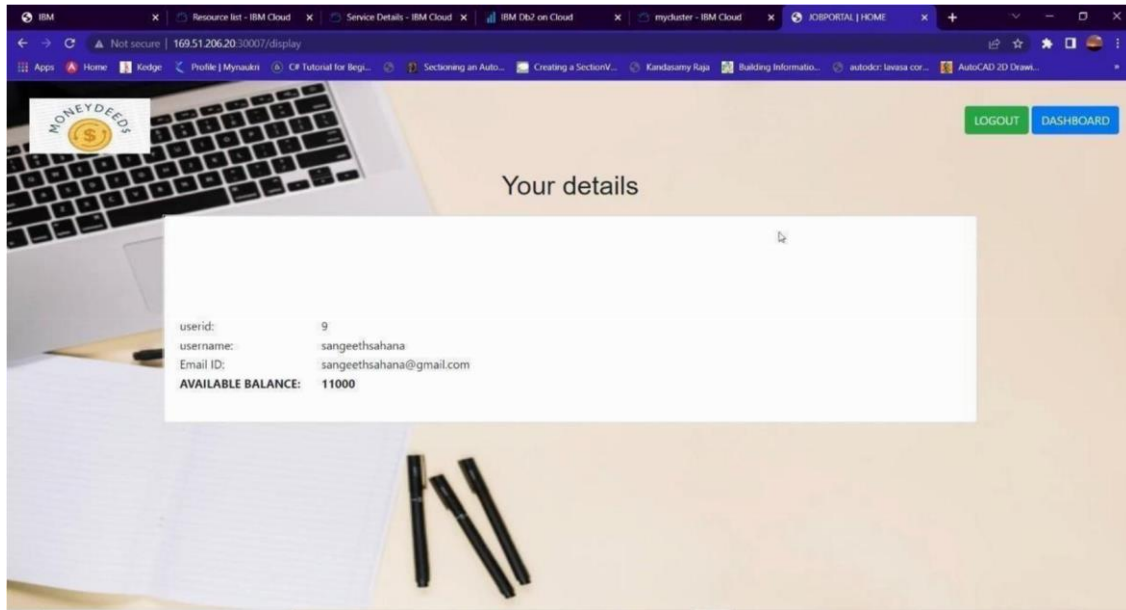 IBM
Resource list - IBM Cloud
Service Details - IBM Cloud
IBM Db2 on Cloud
mycluster - IBM Cloud
JOBPORTAL | HOME
Not secure | 169.51.206.20:30007/display
Apps
Home
Kedge
Profile | Mynaukri
C# Tutorial for Begi...
Sectioning an Auto...
Creating a SectionV...
Kandasamy Raja
Building Informatio...
autodcr: lavasa cor...
AutoCAD 2D Drawi...
MONEYDEEDS
LOGOUT
DASHBOARD
Your details
userid: 9
username: sangeethsahana
Email ID: sangeethsahana@gmail.com
AVAILABLE BALANCE: 11000